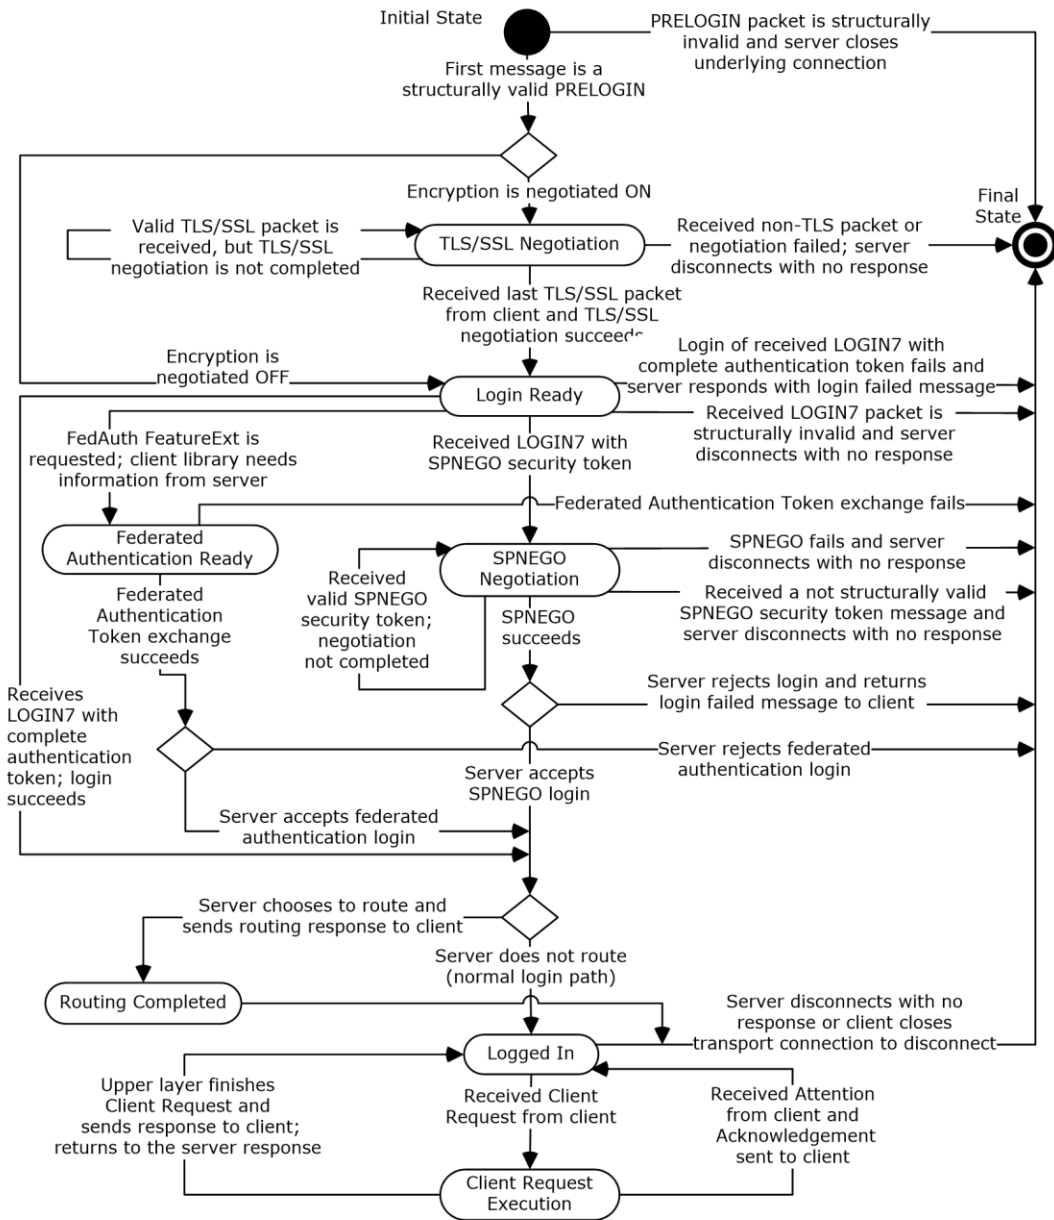 Initial State
PRELOGIN packet is structurally
invalid and server closes
underlying connection
First message is a
structurally valid PRELOGIN
Encryption is negotiated ON
Final
State
Valid TLS/SSL packet is
received, but TLS/SSL
negotiation is not completed
TLS/SSL Negotiation
Received non-TLS packet or
negotiation failed; server
disconnects with no response
Received last TLS/SSL packet
from client and TLS/SSL
negotiation succeeds
Encryption is
negotiated OFF
Login Ready
Login of received LOGIN7 with
complete authentication token fails and
server responds with login failed message
Received LOGIN7 packet is
structurally invalid and server
disconnects with no response
FedAuth FeatureExt is
requested; client library needs
information from server
Received LOGIN7 with
SPNEGO security token
Federated Authentication Token exchange fails
Federated
Authentication Ready
SPNEGO
Negotiation
SPNEGO fails and server
disconnects with no response
Received a not structurally valid
SPNEGO security token message and
server disconnects with no response
Received
valid SPNEGO
security token;
negotiation
not completed
SPNEGO
succeeds
Federated
Authentication
Token exchange
succeeds
Server rejects login and returns
login failed message to client
Receives
LOGIN7 with
complete
authentication
token; login
succeeds
Server rejects federated
authentication login
Server accepts
SPNEGO login
Server accepts federated
authentication login
Server chooses to route and
sends routing response to client
Server does not route
(normal login path)
Routing Completed
Server disconnects with no
response or client closes
transport connection to disconnect
Logged In
Upper layer finishes
Client Request and
sends response to client;
returns to the server response
Received Client
Request from client
Received Attention
from client and
Acknowledgement
sent to client
Client Request
Execution